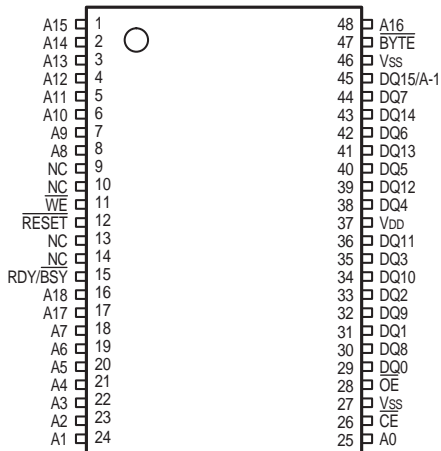 A15 1 48 A16
A14 2 47 BYTE
A13 3 46 Vss
A12 4 45 DQ15/A-1
A11 5 44 DQ7
A10 6 43 DQ14
A9 7 42 DQ6
A8 8 41 DQ13
NC 9 40 DQ5
NC 10 39 DQ12
WE 11 38 DQ4
RESET 12 37 VDD
NC 13 36 DQ11
NC 14 35 DQ3
RDY/BSY 15 34 DQ10
A18 16 33 DQ2
A17 17 32 DQ9
A7 18 31 DQ1
A6 19 30 DQ8
A5 20 29 DQ0
A4 21 28 OE
A3 22 27 Vss
A2 23 26 CE
A1 24 25 A0